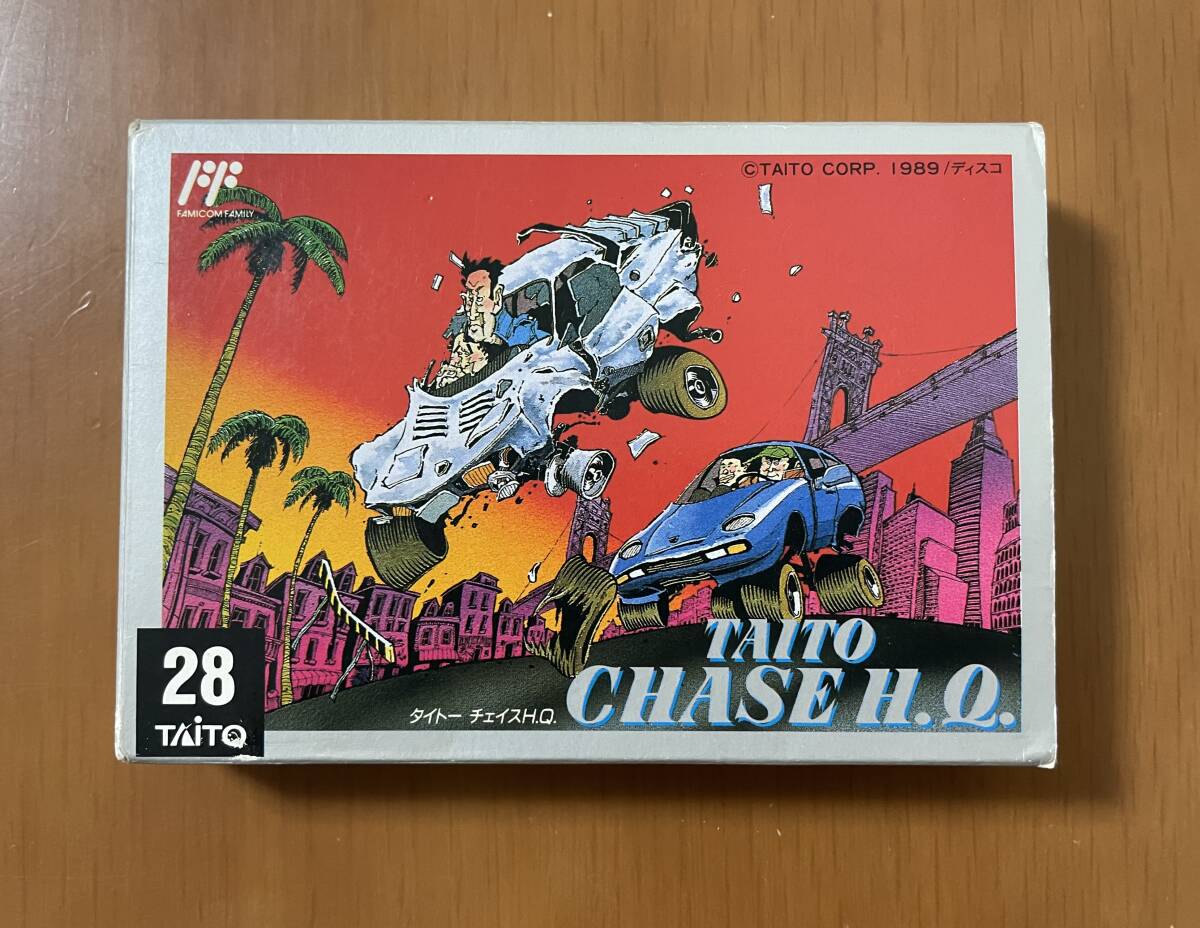 FAMICOM FAMILY
©TAITO CORP. 1989/ディスコ
TAITO
CHASE H.Q.
タイトー チェイスH.Q.
28
TAITO